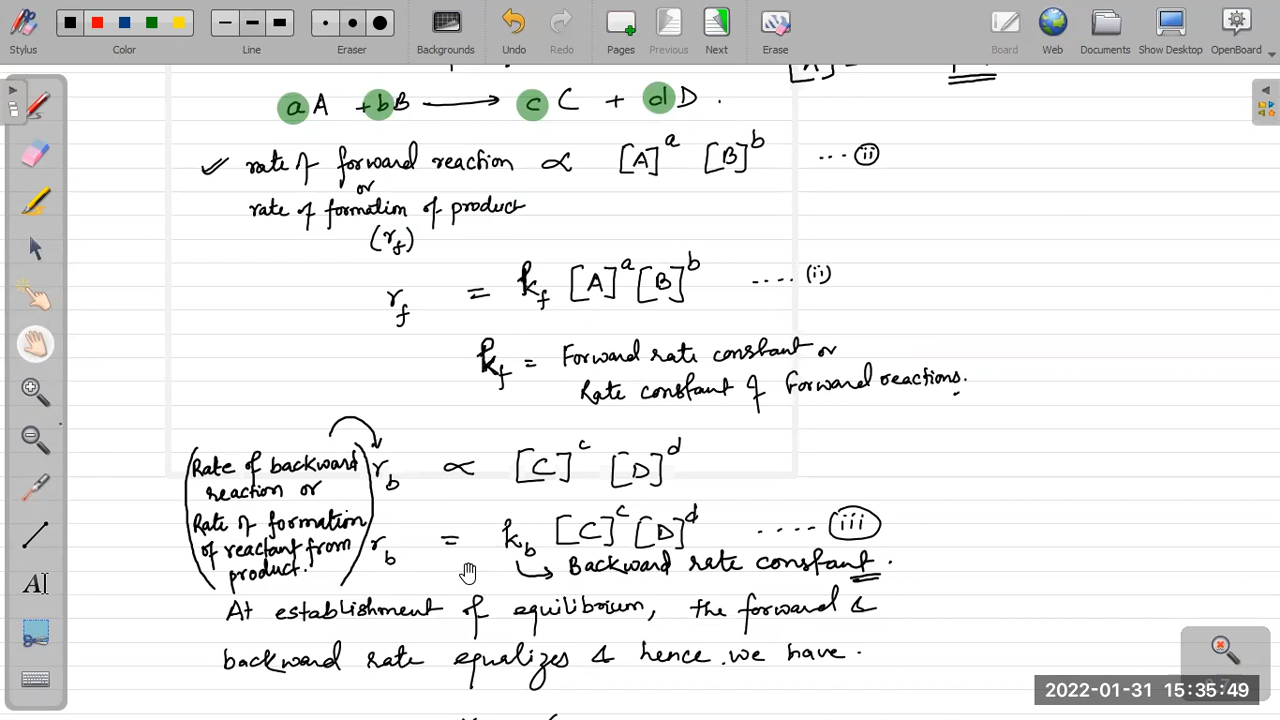 Stylus
Color
Line
Eraser
Backgrounds
Undo
Redo
Pages
Previous
Next
Erase
Board
Web
Documents
Show Desktop
OpenBoard
[A]
aA + bB ⟶ cC + dD .
✓ rate of forward reaction ∝ [A]^a [B]^b ... (ii)
or
rate of formation of product
(r_f)
r_f = k_f [A]^a [B]^b .... (ii)
k_f = Forward rate constant or
Rate constant of Forward reactions.
(Rate of backward reaction or Rate of formation of reactant from product.)
r_b ∝ [C]^c [D]^d
r_b = k_b [C]^c [D]^d .... (iii)
↳ Backward rate constant .
At establishment of equilibrium, the forward &
backward rate equalizes & hence we have .
2022-01-31 15:35:49